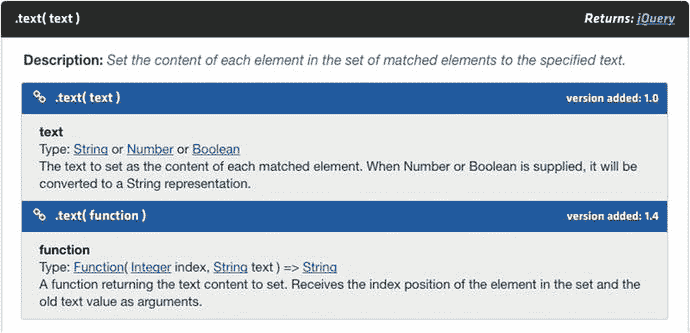 .text( text ) Returns: jQuery
Description: Set the content of each element in the set of matched elements to the specified text.
.text( text ) version added: 1.0
text
Type: String or Number or Boolean
The text to set as the content of each matched element. When Number or Boolean is supplied, it will be
converted to a String representation.
.text( function ) version added: 1.4
function
Type: Function( Integer index, String text ) => String
A function returning the text content to set. Receives the index position of the element in the set and the
old text value as arguments.